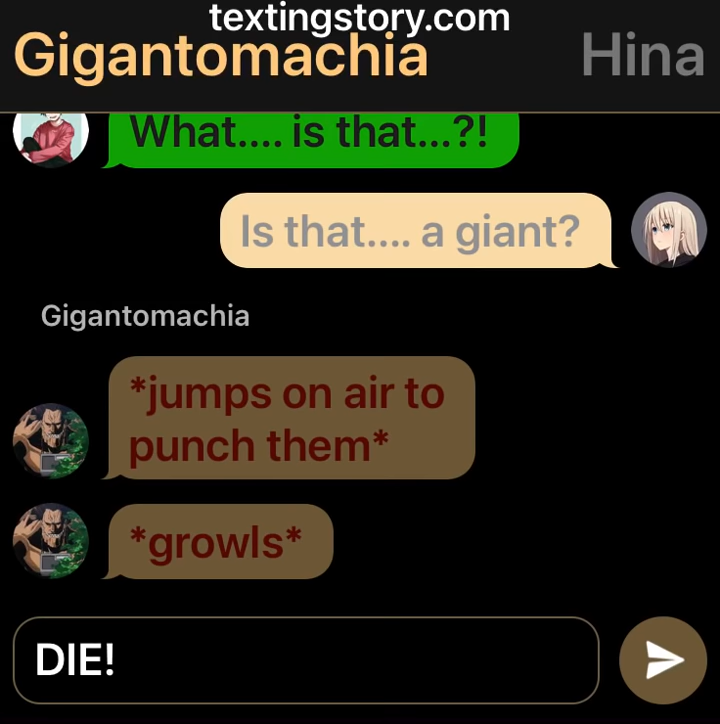 textingstory.com
Gigantomachia
Hina
What.... is that...?!
Is that.... a giant?
Gigantomachia
*jumps on air to
punch them*
*growls*
DIE!